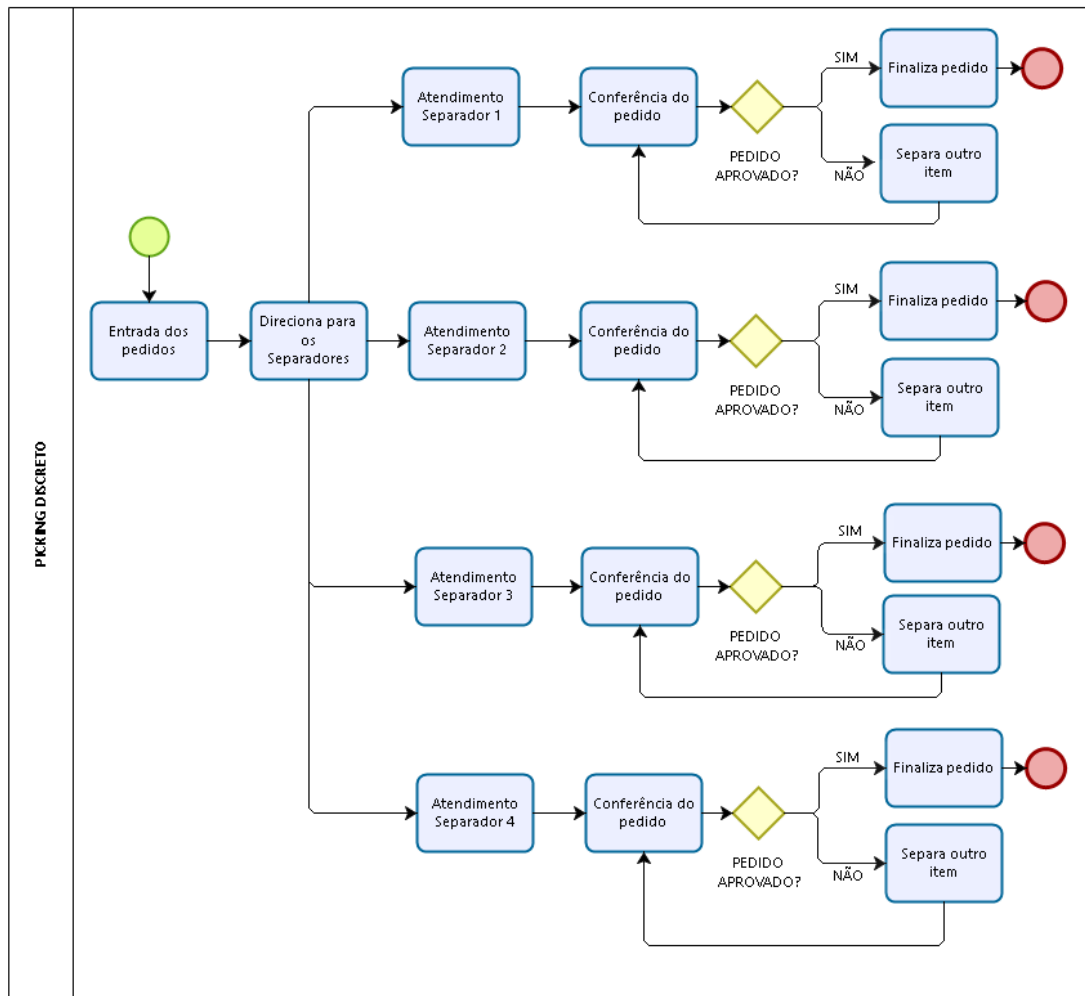 PICKING DISCRETO
Entrada dos
pedidos
Direciona para
os
Separadores
Atendimento
Separador 1
Conferência do
pedido
PEDIDO
APROVADO?
SIM
Finaliza pedido
NÃO
Separa outro
item
Atendimento
Separador 2
Conferência do
pedido
PEDIDO
APROVADO?
SIM
Finaliza pedido
NÃO
Separa outro
item
Atendimento
Separador 3
Conferência do
pedido
PEDIDO
APROVADO?
SIM
Finaliza pedido
NÃO
Separa outro
item
Atendimento
Separador 4
Conferência do
pedido
PEDIDO
APROVADO?
SIM
Finaliza pedido
NÃO
Separa outro
item